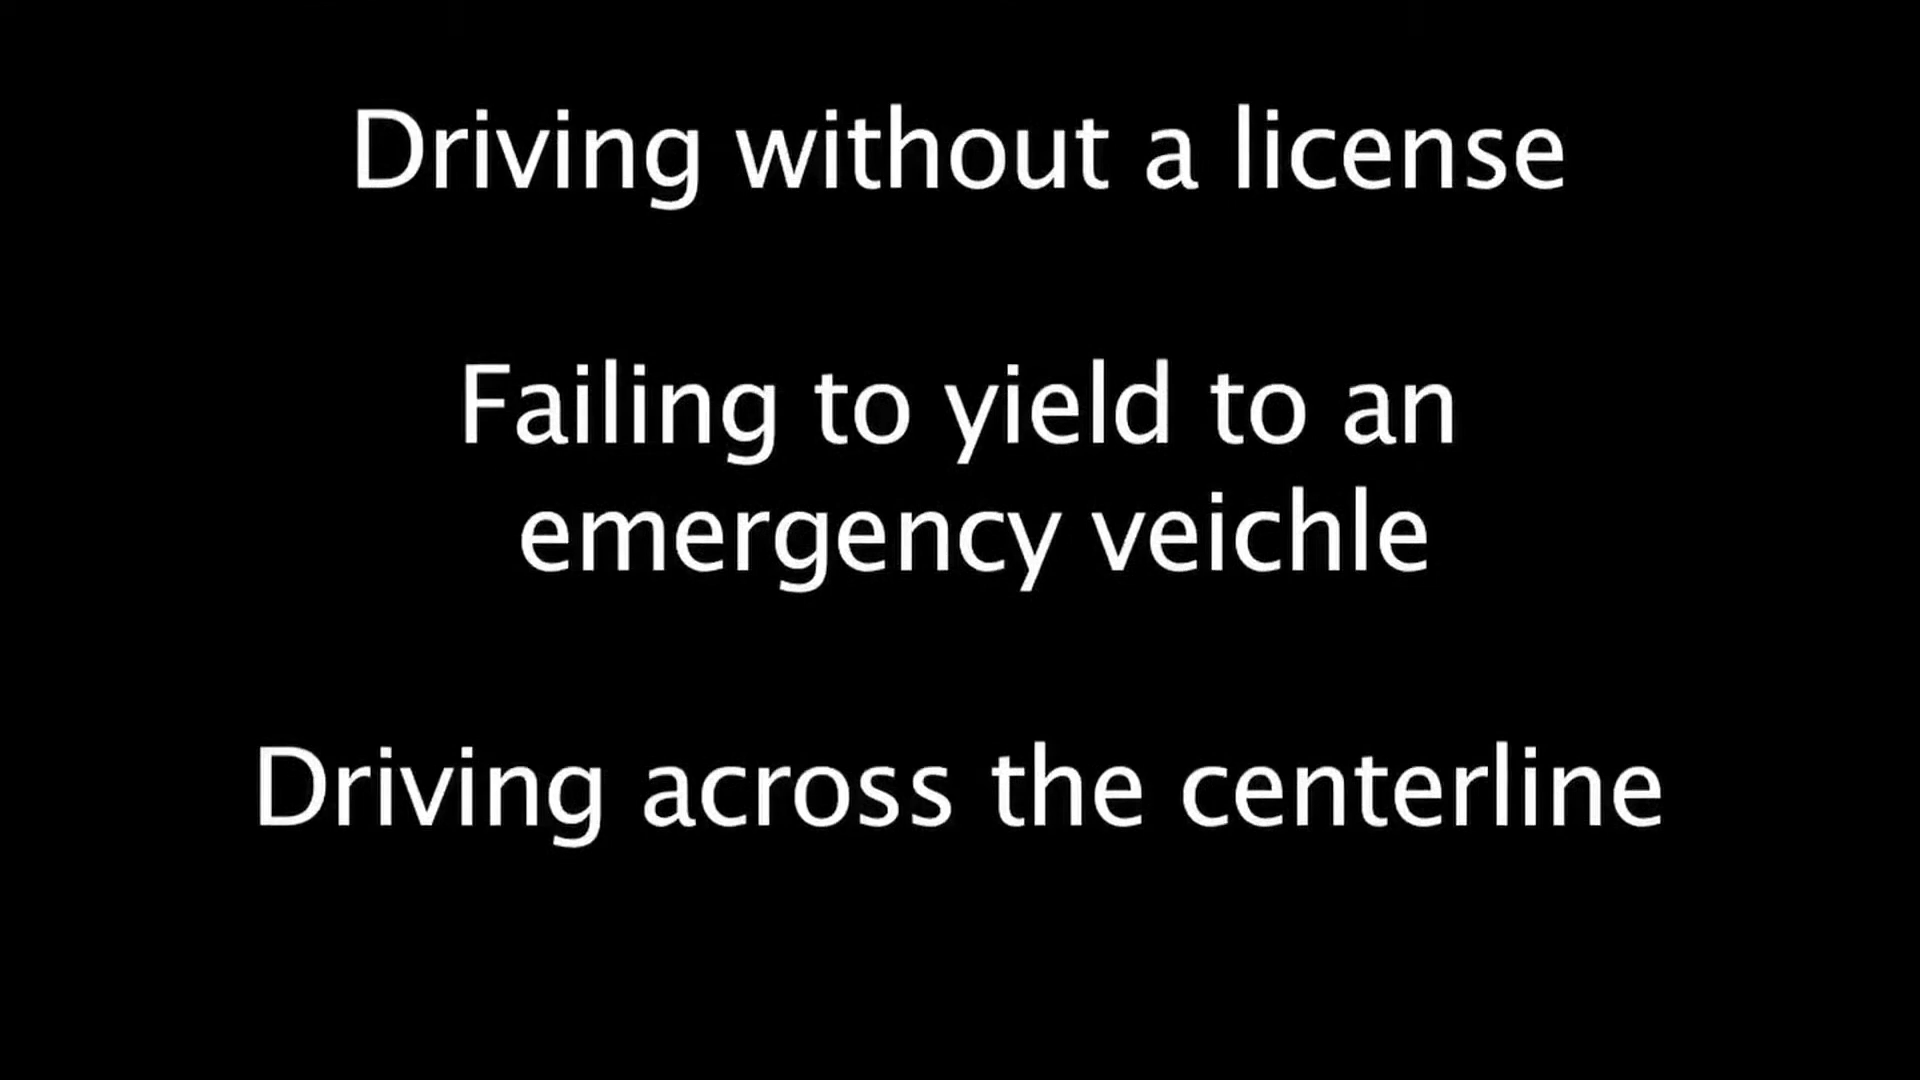 Driving without a license
Failing to yield to an
emergency veichle
Driving across the centerline